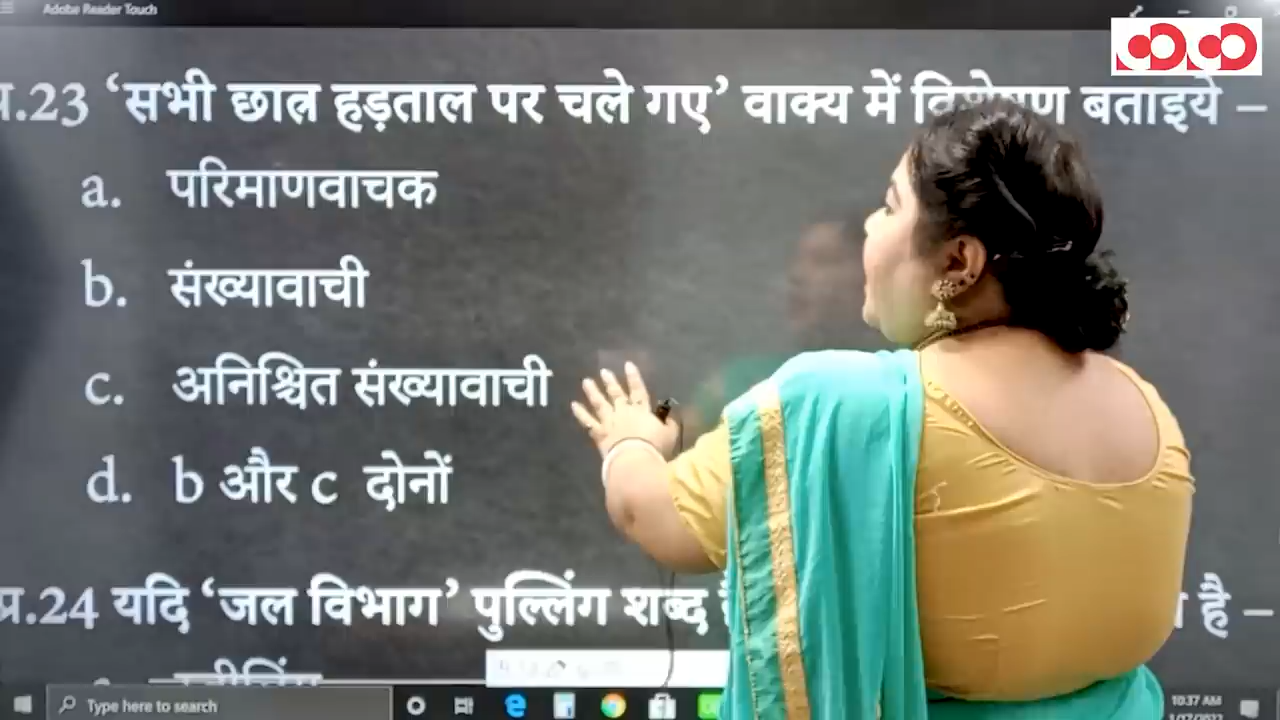 Adobe Reader Touch
प्र.23 ‘सभी छात्र हड़ताल पर चले गए’ वाक्य में विशेषण बताइये –
a. परिमाणवाचक
b. संख्यावाची
c. अनिश्चित संख्यावाची
d. b और c दोनों
प्र.24 यदि ‘जल विभाग’ पुल्लिंग शब्द है –
Type here to search
10:37 AM